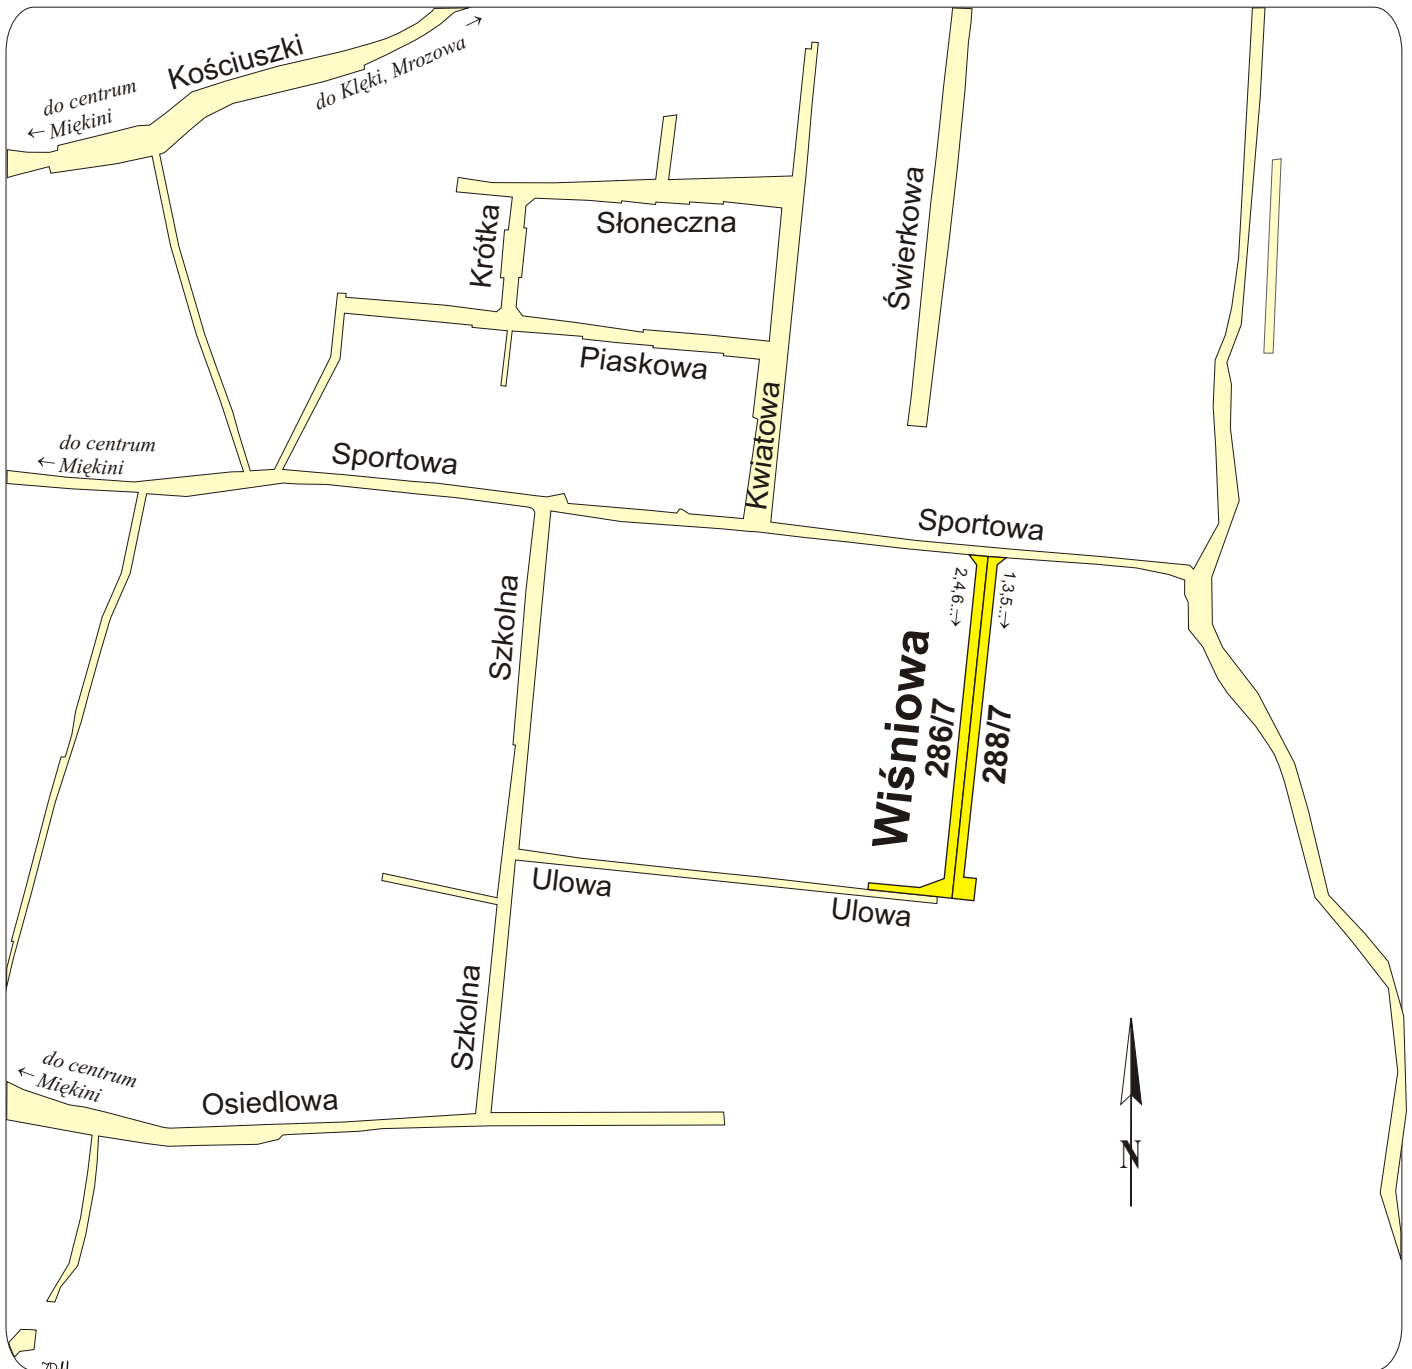 Kościuszki
do Klęki, Mrozowa →
do centrum
← Miękini
Krótka
Słoneczna
Świerkowa
Piaskowa
Kwiatowa
do centrum
← Miękini
Sportowa
Sportowa
2,4,6...→
1,3,5...→
Szkolna
Wiśniowa
286/7
288/7
Ulowa
Ulowa
Szkolna
do centrum
← Miękini
Osiedlowa
N